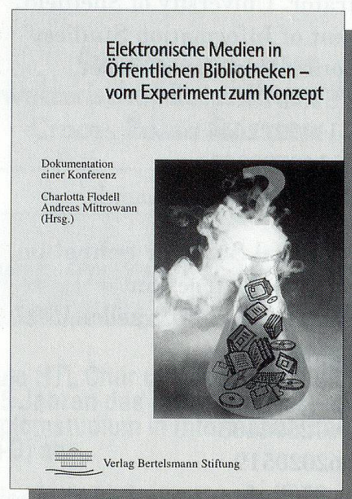 Elektronische Medien in
Öffentlichen Bibliotheken –
vom Experiment zum Konzept
Dokumentation
einer Konferenz
Charlotta Flodell
Andreas Mittrowann
(Hrsg.)
?
Verlag Bertelsmann Stiftung